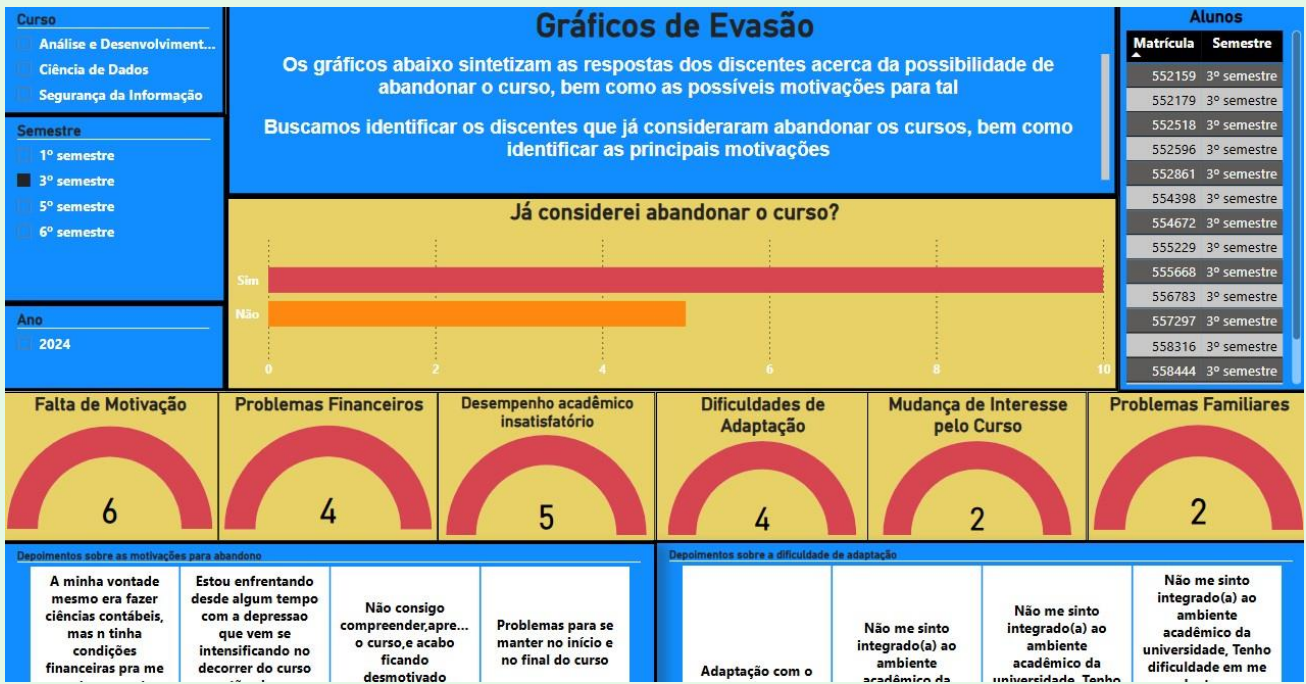 Curso
Análise e Desenvolviment...
Ciência de Dados
Segurança da Informação
Semestre
1º semestre
3º semestre
5º semestre
6º semestre
Ano
2024
Gráficos de Evasão
Os gráficos abaixo sintetizam as respostas dos discentes acerca da possibilidade de
abandonar o curso, bem como as possíveis motivações para tal
Buscamos identificar os discentes que já consideraram abandonar os cursos, bem como
identificar as principais motivações
Já considerei abandonar o curso?
Sim
Não
0 2 4 6 8 10
Alunos
Matrícula Semestre
552159 3º semestre
552179 3º semestre
552518 3º semestre
552596 3º semestre
552861 3º semestre
554398 3º semestre
554672 3º semestre
555229 3º semestre
555668 3º semestre
556783 3º semestre
557297 3º semestre
558316 3º semestre
558444 3º semestre
Falta de Motivação
6
Problemas Financeiros
4
Desempenho acadêmico
insatisfatório
5
Dificuldades de
Adaptação
4
Mudança de Interesse
pelo Curso
2
Problemas Familiares
2
Depoimentos sobre as motivações para abandono
A minha vontade
mesmo era fazer
ciências contábeis,
mas n tinha
condições
financeiras pra me
Estou enfrentando
desde algum tempo
com a depressao
que vem se
intensificando no
decorrer do curso
Não consigo
compreender,apre...
o curso,e acabo
ficando
desmotivado
Problemas para se
manter no início e
no final do curso
Depoimentos sobre a dificuldade de adaptação
Adaptação com o
Não me sinto
integrado(a) ao
ambiente
acadêmico da
Não me sinto
integrado(a) ao
ambiente
acadêmico da
universidade, Tenho
Não me sinto
integrado(a) ao
ambiente
acadêmico da
universidade, Tenho
dificuldade em me